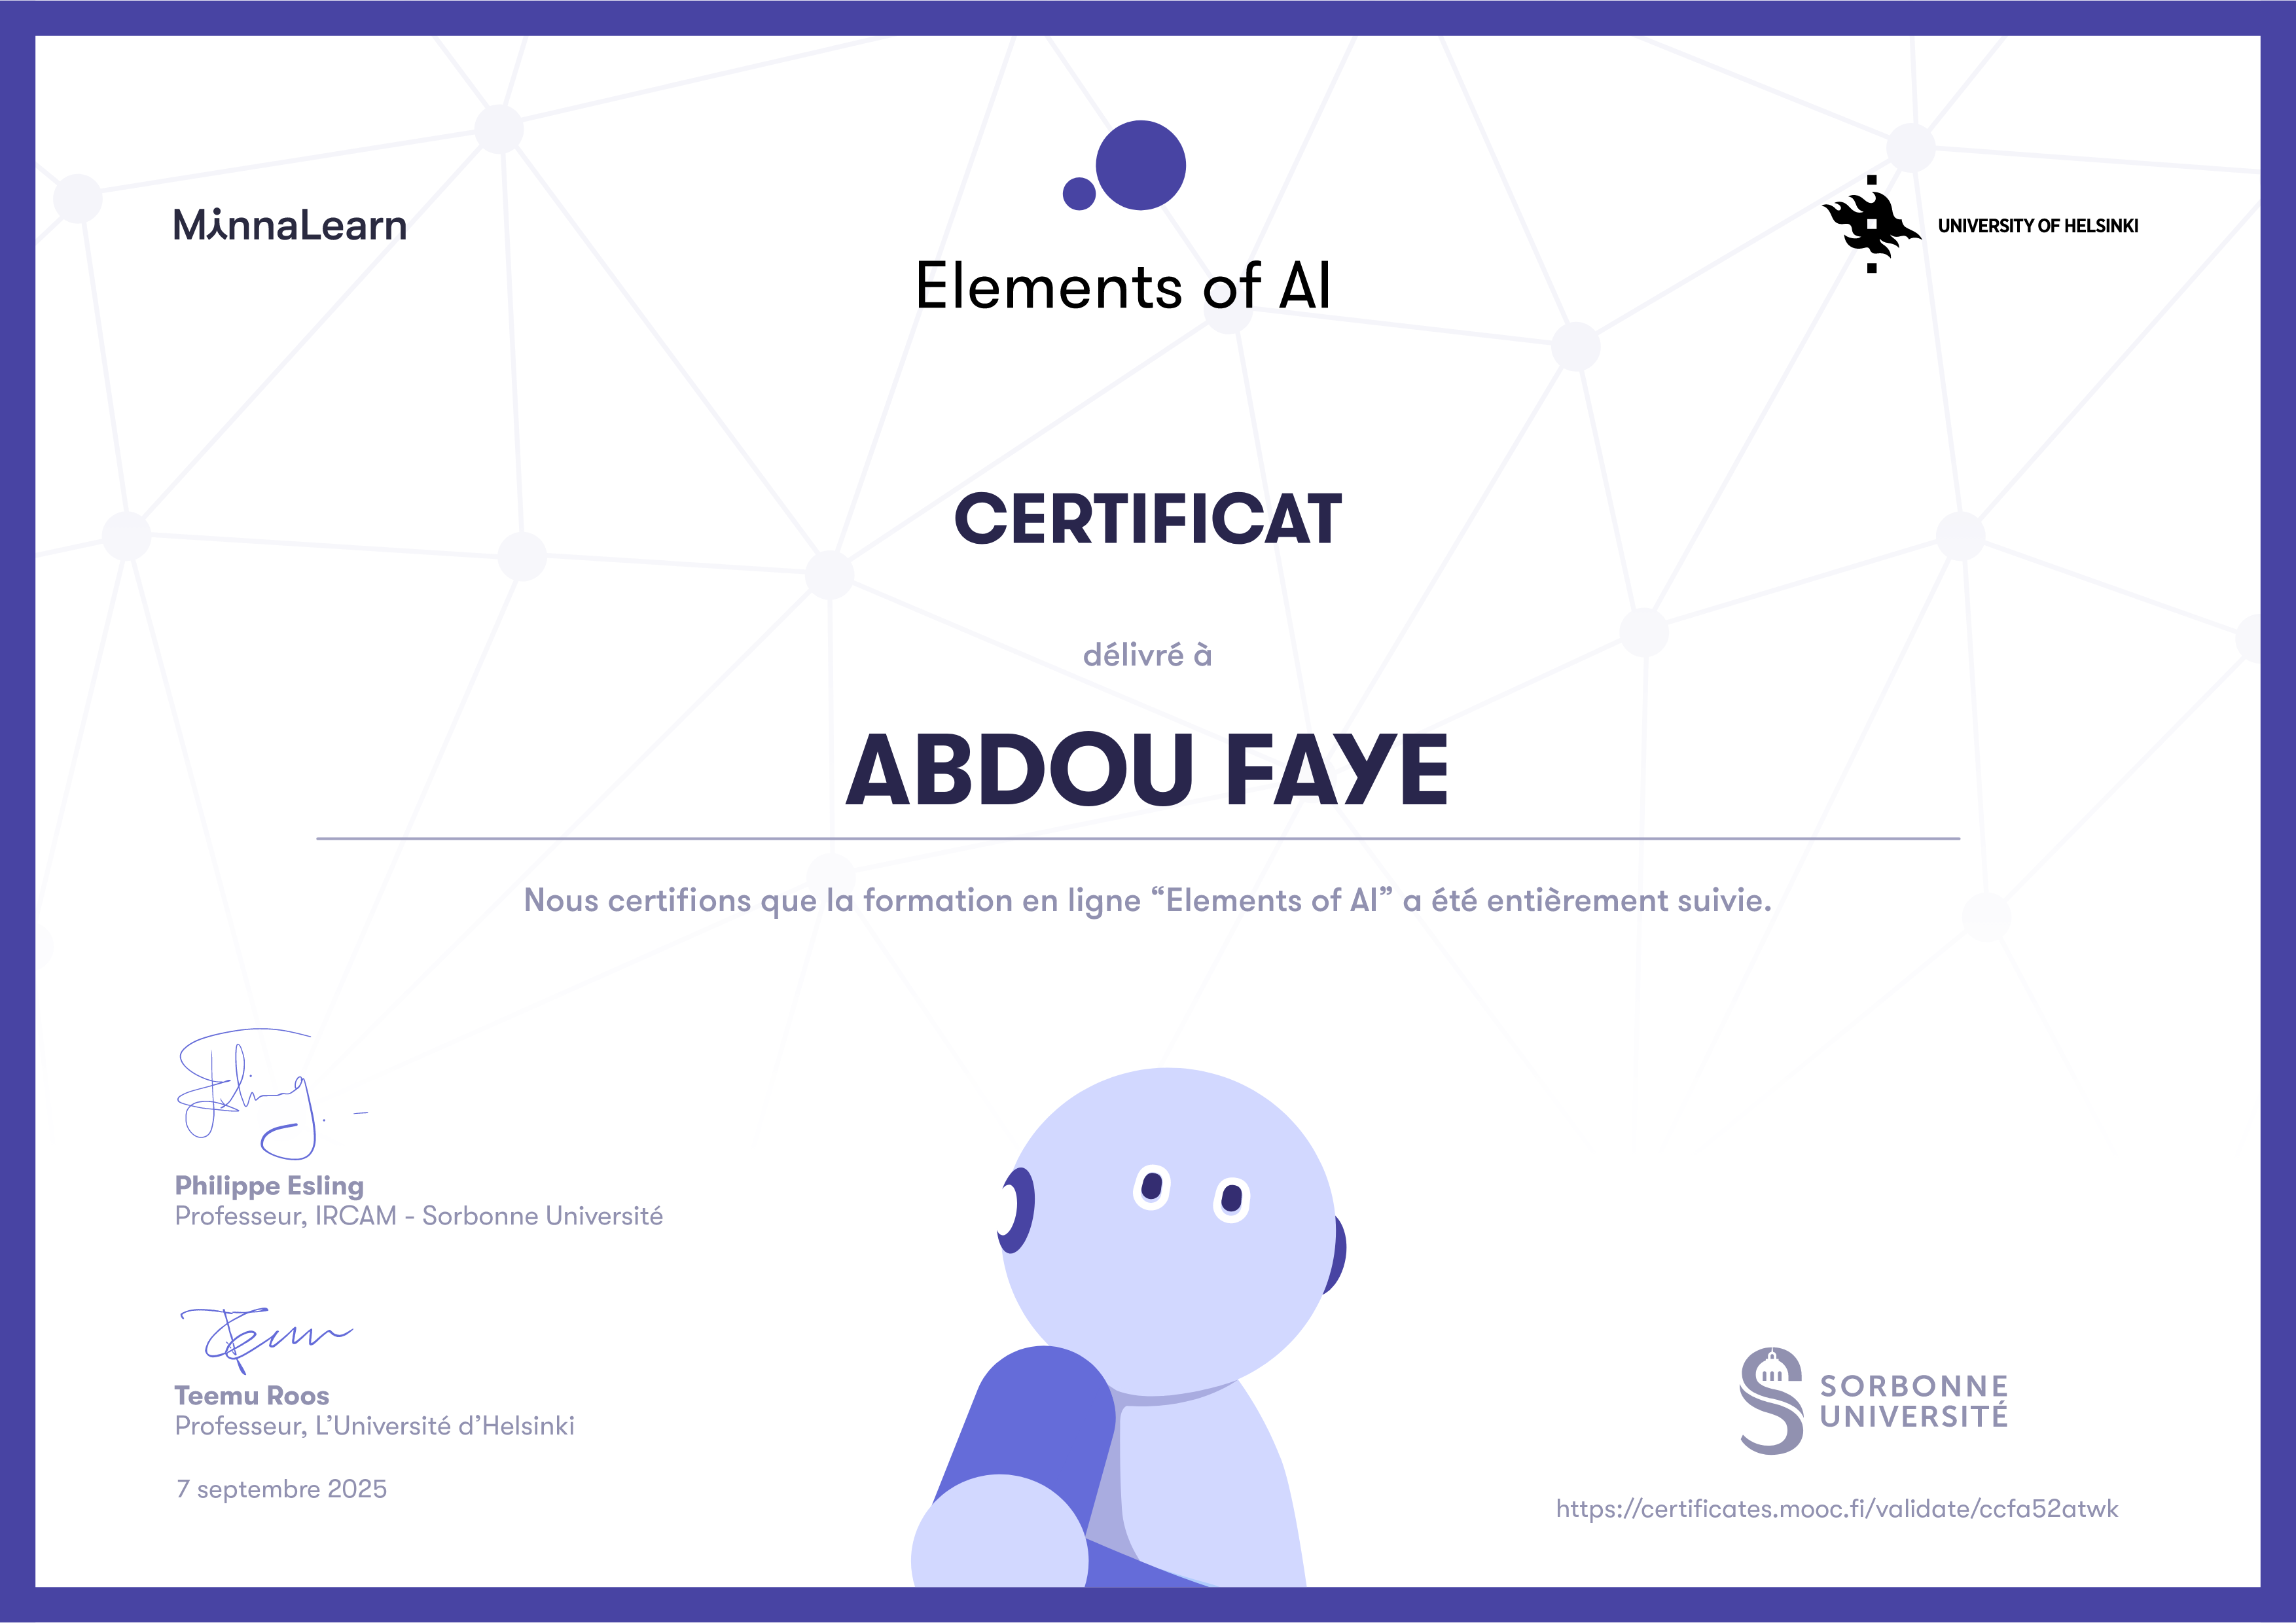 MinnaLearn
Elements of AI
UNIVERSITY OF HELSINKI
CERTIFICAT
délivré à
ABDOU FAYE
Nous certifions que la formation en ligne “Elements of AI” a été entièrement suivie.
Philippe Esling
Professeur, IRCAM - Sorbonne Université
Teemu Roos
Professeur, L’Université d’Helsinki
7 septembre 2025
SORBONNE
UNIVERSITÉ
https://certificates.mooc.fi/validate/ccfa52atwk